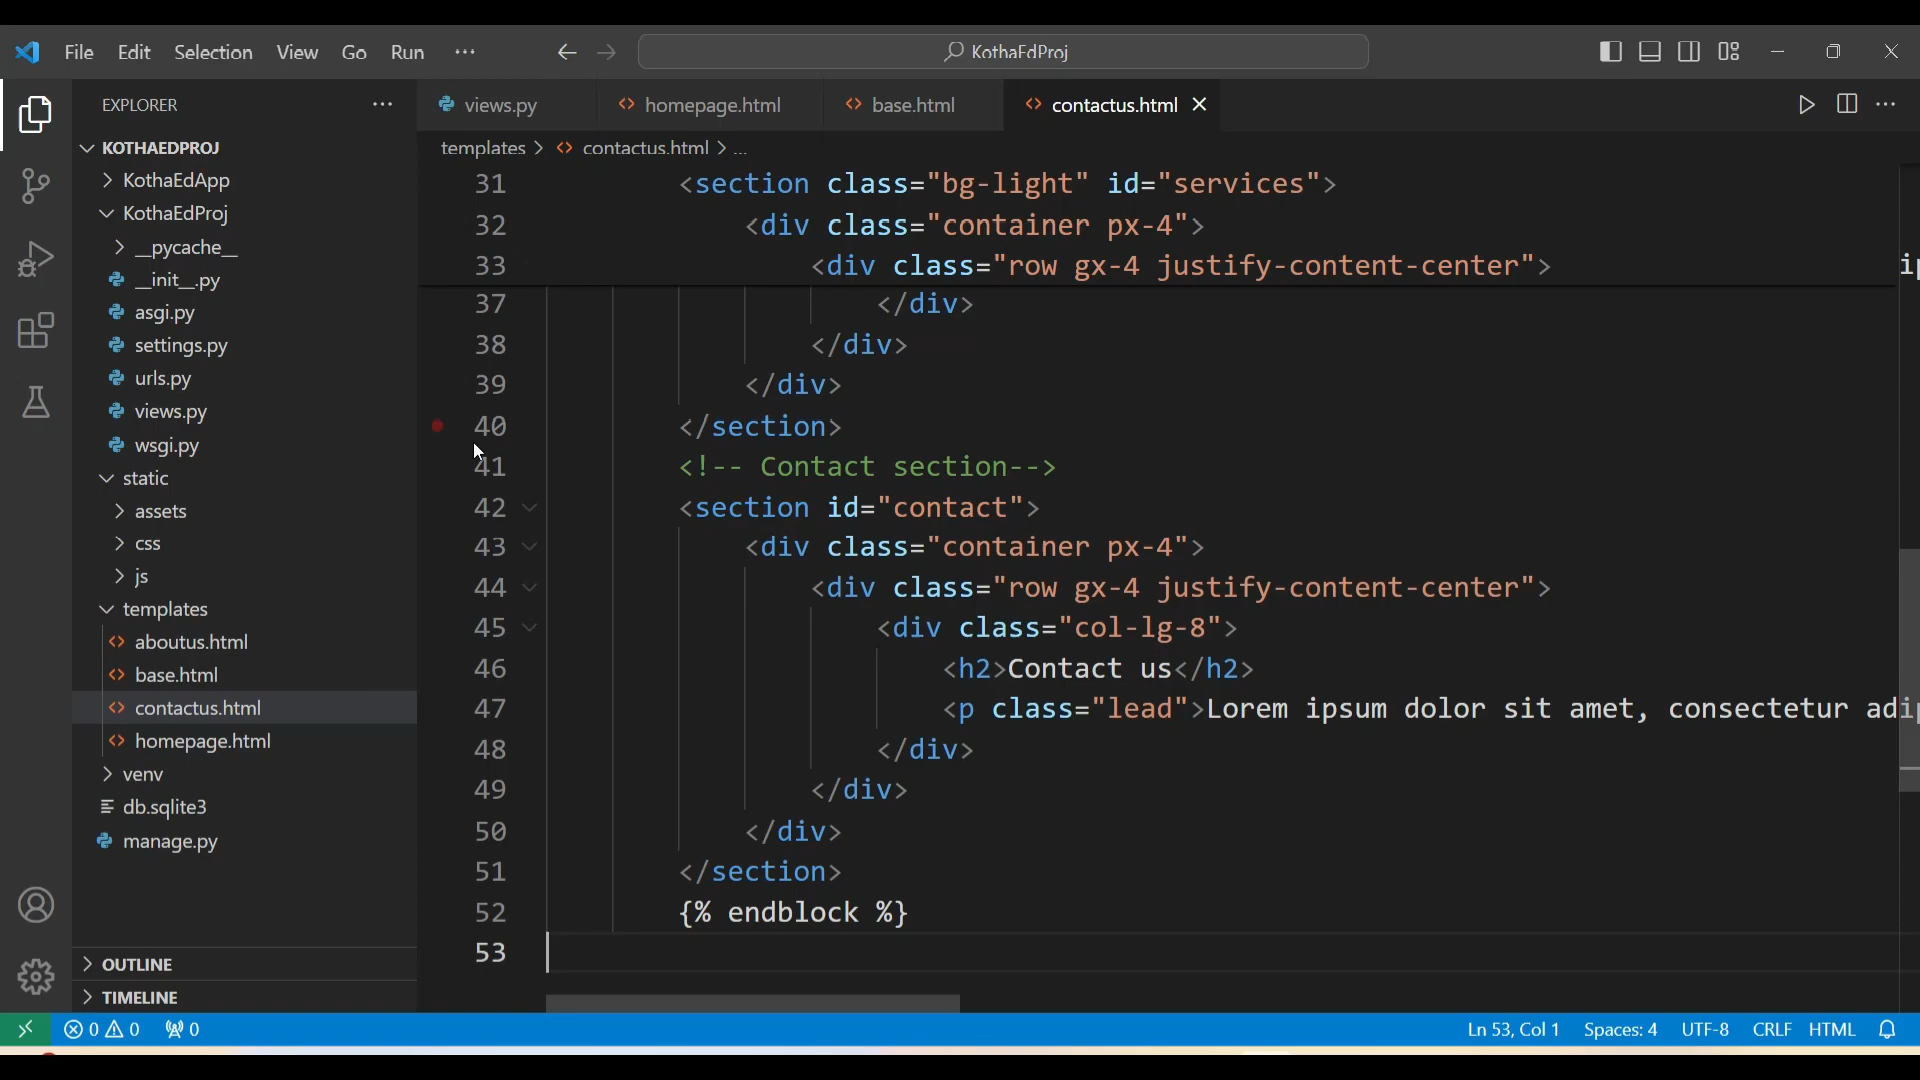 File Edit Selection View Go Run ···
KothaEdProj
EXPLORER ···
KOTHAEDPROJ
KothaEdApp
KothaEdProj
__pycache__
__init__.py
asgi.py
settings.py
urls.py
views.py
wsgi.py
static
assets
css
js
templates
aboutus.html
base.html
contactus.html
homepage.html
venv
db.sqlite3
manage.py
OUTLINE
TIMELINE
views.py homepage.html base.html contactus.html
templates > contactus.html > ...
31 <section class="bg-light" id="services">
32 <div class="container px-4">
33 <div class="row gx-4 justify-content-center">
37 </div>
38 </div>
39 </div>
40 </section>
41 <!-- Contact section-->
42 <section id="contact">
43 <div class="container px-4">
44 <div class="row gx-4 justify-content-center">
45 <div class="col-lg-8">
46 <h2>Contact us</h2>
47 <p class="lead">Lorem ipsum dolor sit amet, consectetur adip
48 </div>
49 </div>
50 </div>
51 </section>
52 {% endblock %}
53
0 0 0
Ln 53, Col 1 Spaces: 4 UTF-8 CRLF HTML